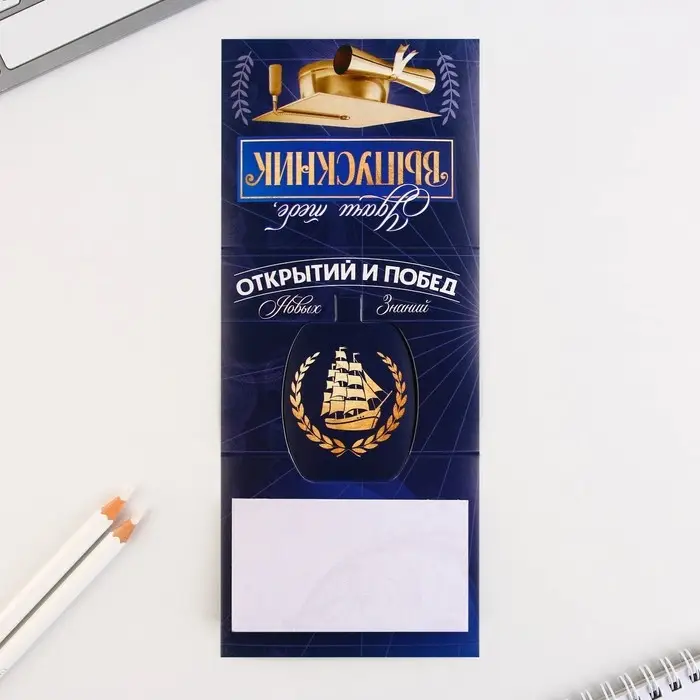 Удачи тебе,
ВЫПУСКНИК
ОТКРЫТИЙ И ПОБЕД
Новых Знаний